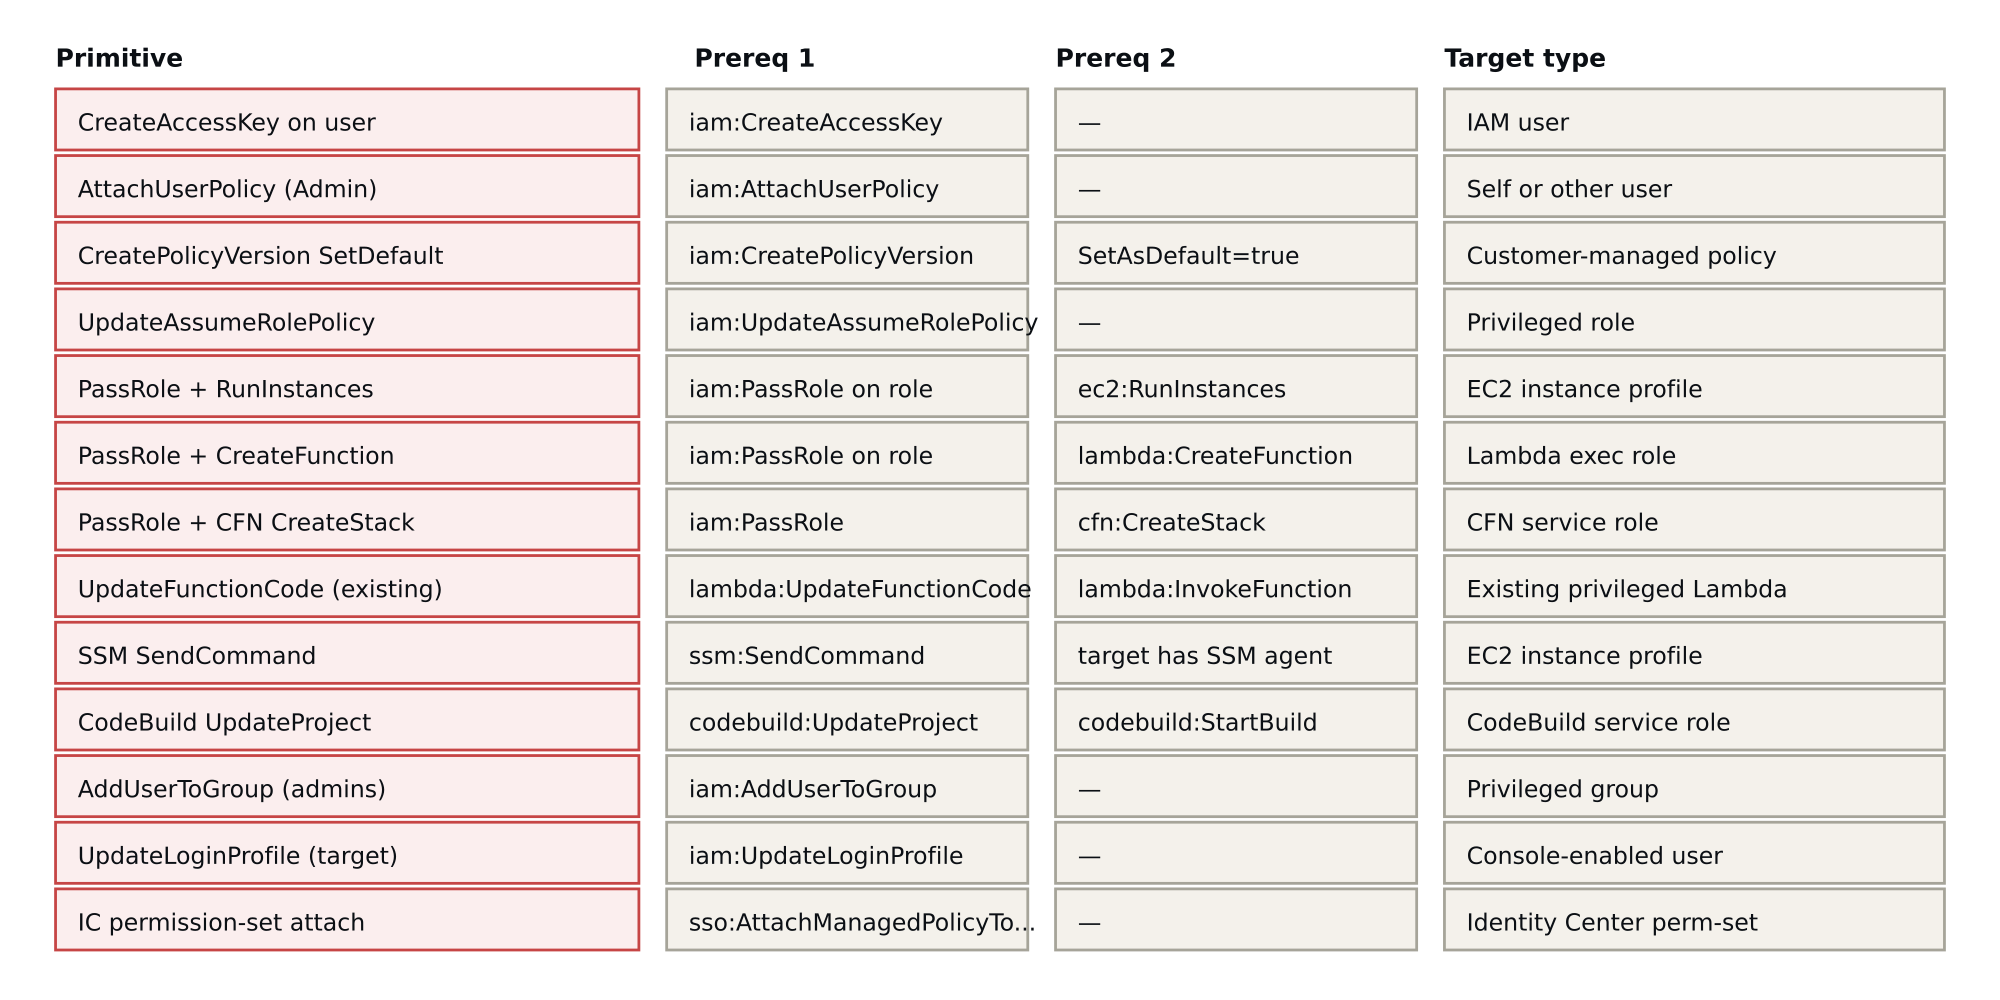 Primitive Prereq 1 Prereq 2 Target type
CreateAccessKey on user iam:CreateAccessKey — IAM user
AttachUserPolicy (Admin) iam:AttachUserPolicy — Self or other user
CreatePolicyVersion SetDefault iam:CreatePolicyVersion SetAsDefault=true Customer-managed policy
UpdateAssumeRolePolicy iam:UpdateAssumeRolePolicy — Privileged role
PassRole + RunInstances iam:PassRole on role ec2:RunInstances EC2 instance profile
PassRole + CreateFunction iam:PassRole on role lambda:CreateFunction Lambda exec role
PassRole + CFN CreateStack iam:PassRole cfn:CreateStack CFN service role
UpdateFunctionCode (existing) lambda:UpdateFunctionCode lambda:InvokeFunction Existing privileged Lambda
SSM SendCommand ssm:SendCommand target has SSM agent EC2 instance profile
CodeBuild UpdateProject codebuild:UpdateProject codebuild:StartBuild CodeBuild service role
AddUserToGroup (admins) iam:AddUserToGroup — Privileged group
UpdateLoginProfile (target) iam:UpdateLoginProfile — Console-enabled user
IC permission-set attach sso:AttachManagedPolicyTo... — Identity Center perm-set